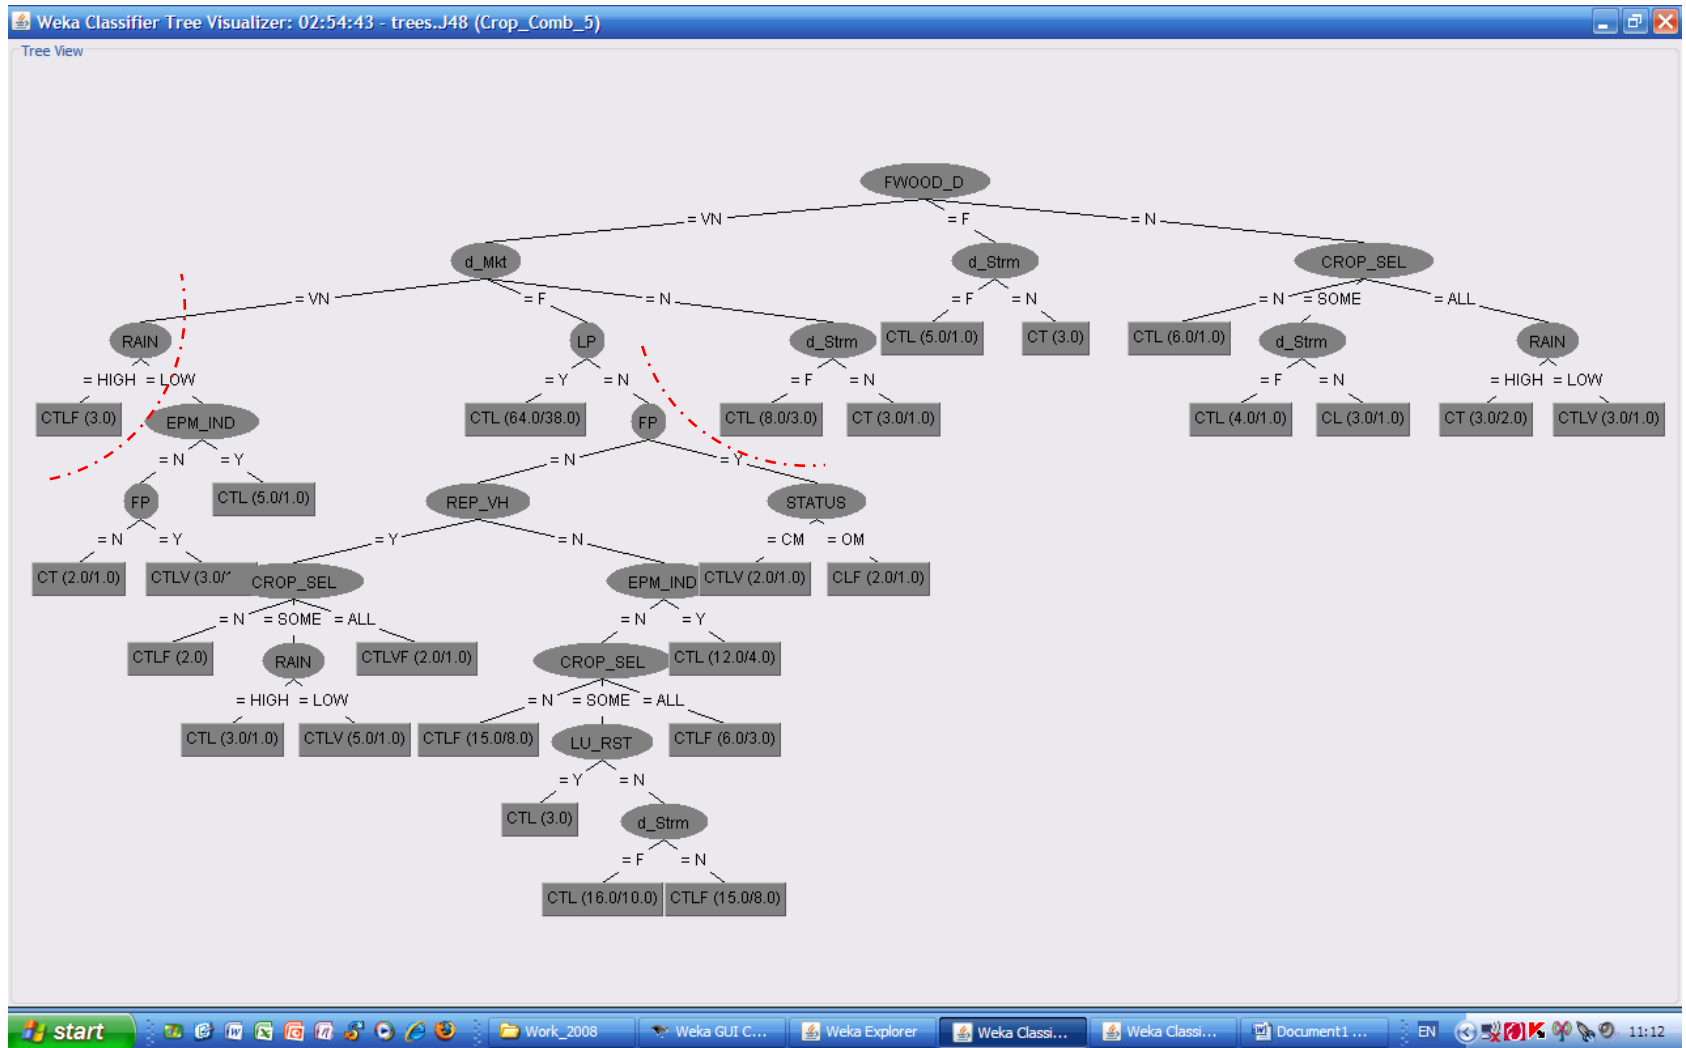 Weka Classifier Tree Visualizer: 02:54:43 - trees..J48 (Crop_Comb_5)
Tree View
FWOOD_D
= VN = F = N
d_Mkt d_Strm CROP_SEL
= VN = F = N = F = N = N = SOME = ALL
RAIN LP d_Strm CTL (5.0/1.0) CT (3.0) CTL (6.0/1.0) d_Strm RAIN
= HIGH = LOW = Y = N = F = N = F = N = HIGH = LOW
CTLF (3.0) EPM_IND CTL (64.0/38.0) FP CTL (8.0/3.0) CT (3.0/1.0) CTL (4.0/1.0) CL (3.0/1.0) CT (3.0/2.0) CTLV (3.0/1.0)
= N = Y = N = Y
FP CTL (5.0/1.0) REP_VH STATUS
= N = Y = Y = N = CM = OM
CT (2.0/1.0) CTLV (3.0/ CROP_SEL EPM_IND CTLV (2.0/1.0) CLF (2.0/1.0)
= N = SOME = ALL = N = Y
CTLF (2.0) RAIN CTLVF (2.0/1.0) CROP_SEL CTL (12.0/4.0)
= HIGH = LOW = N = SOME = ALL
CTL (3.0/1.0) CTLV (5.0/1.0) CTLF (15.0/8.0) LU_RST CTLF (6.0/3.0)
= Y = N
CTL (3.0) d_Strm
= F = N
CTL (16.0/10.0) CTLF (15.0/8.0)
start Work_2008 Weka GUI C... Weka Explorer Weka Classi... Weka Classi... Document1 ... EN 11:12